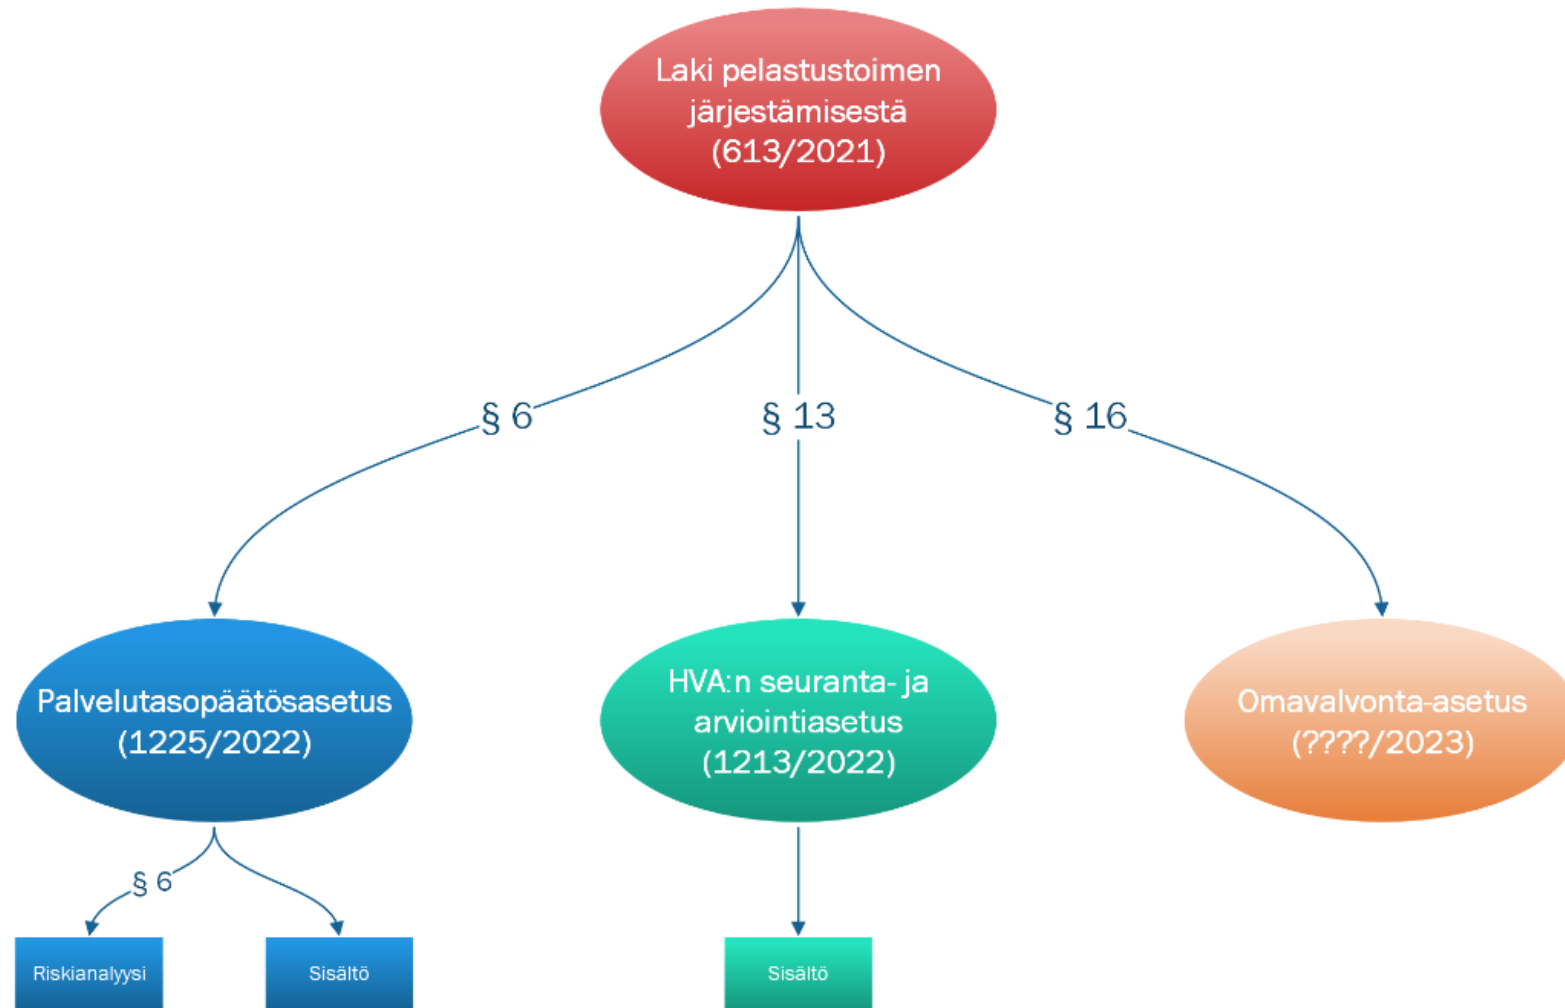 Laki pelastustoimen
järjestämisestä
(613/2021)
§ 6
§ 13
§ 16
Palvelutasopäätösasetus
(1225/2022)
HVA:n seuranta- ja
arviointiasetus
(1213/2022)
Omavalvonta-asetus
(????/2023)
§ 6
Riskianalyysi
Sisältö
Sisältö